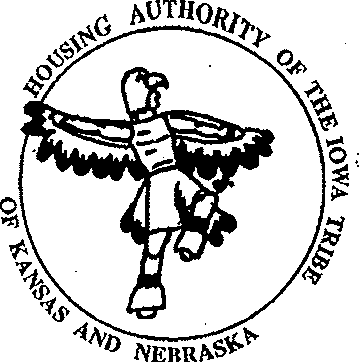 HOUSING AUTHORITY OF THE IOWA TRIBE
OF KANSAS AND NEBRASKA